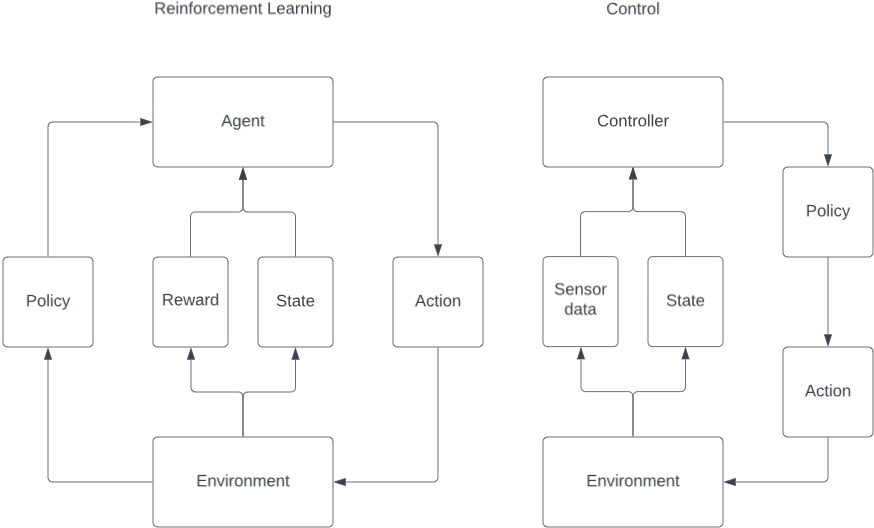 Reinforcement Learning
Control
Agent
Controller
Policy
Policy
Reward
State
Action
Sensor
data
State
Action
Environment
Environment